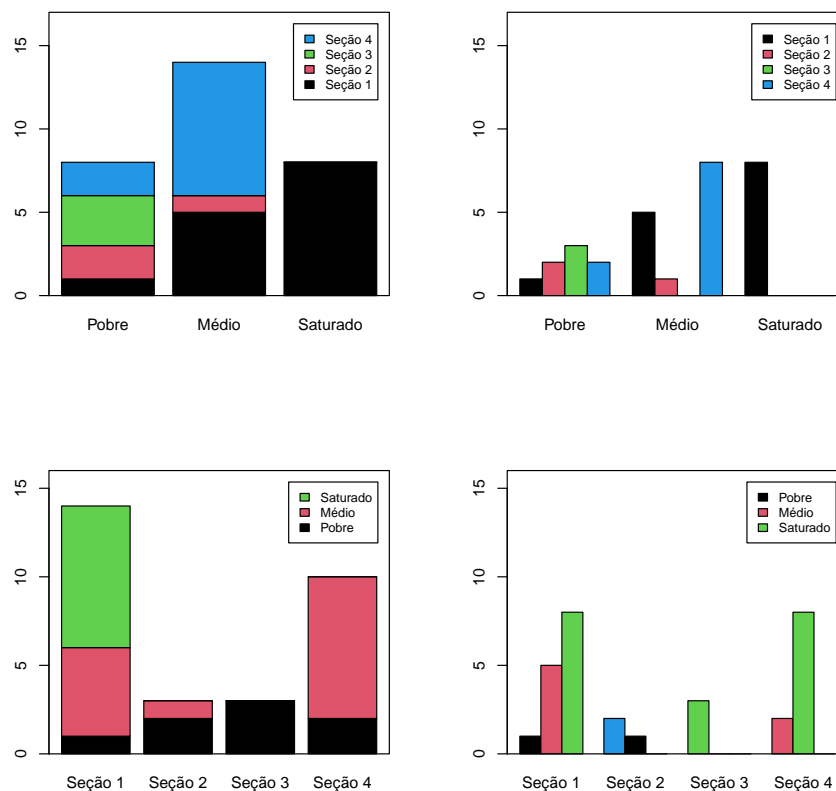 Seção 4
Seção 3
Seção 2
Seção 1
0
5
10
15
Pobre
Médio
Saturado
Seção 1
Seção 2
Seção 3
Seção 4
0
5
10
15
Pobre
Médio
Saturado
Saturado
Médio
Pobre
0
5
10
15
Seção 1
Seção 2
Seção 3
Seção 4
Pobre
Médio
Saturado
0
5
10
15
Seção 1
Seção 2
Seção 3
Seção 4